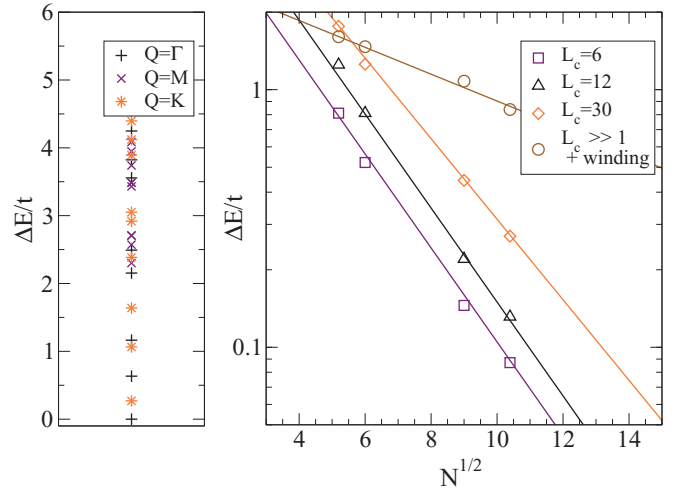 ΔE/t
6
5
4
3
2
1
0
Q=Γ
Q=M
Q=K
ΔE/t
1
0.1
4
6
8
10
12
14
N^{1/2}
L_c=6
L_c=12
L_c=30
L_c >> 1
+ winding